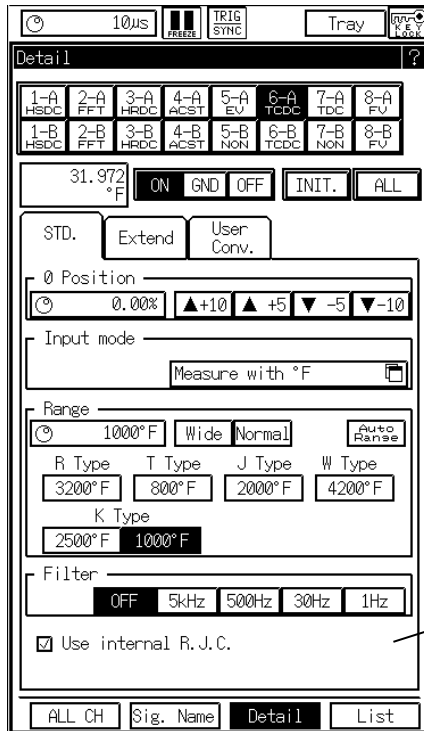 10μs FREEZE TRIG SYNC Tray KEY LOCK
Detail ?
1-A HSDC 2-A FFT 3-A HRDC 4-A ACST 5-A EV 6-A TCDC 7-A TDC 8-A FV
1-B HSDC 2-B FFT 3-B HRDC 4-B ACST 5-B NON 6-B TCDC 7-B NON 8-B FV
31.972 °F ON GND OFF INIT. ALL
STD. Extend User Conv.
0 Position
0.00% ▲+10 ▲ +5 ▼ -5 ▼-10
Input mode
Measure with °F
Range
1000°F Wide Normal Auto Range
R Type T Type J Type W Type
3200°F 800°F 2000°F 4200°F
K Type
2500°F 1000°F
Filter
OFF 5kHz 500Hz 30Hz 1Hz
☑ Use internal R.J.C.
ALL CH Sig. Name Detail List